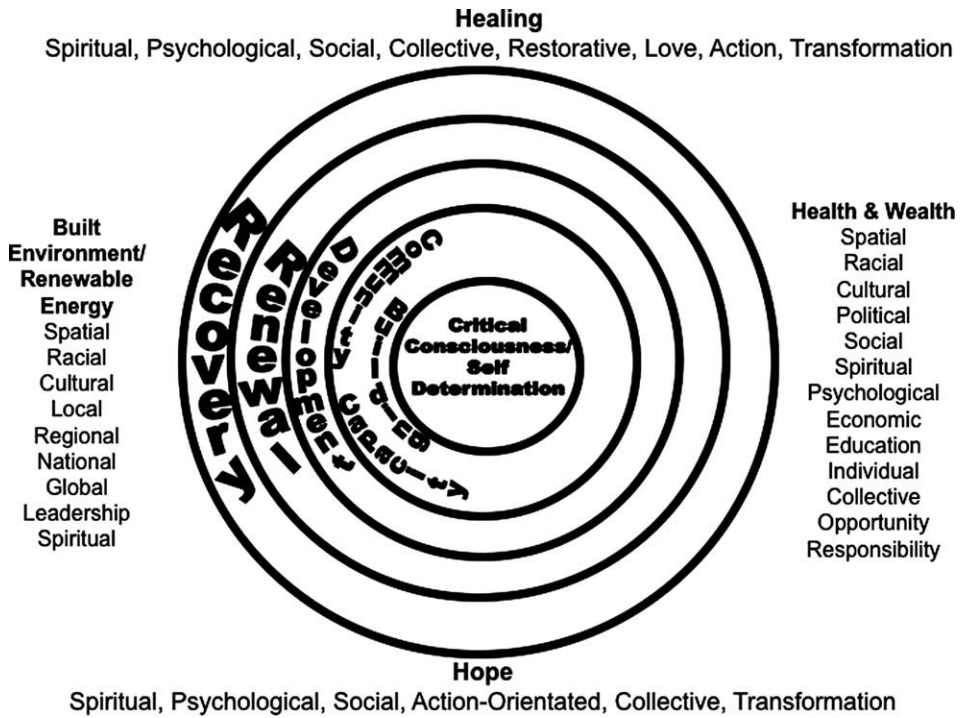 Healing
Spiritual, Psychological, Social, Collective, Restorative, Love, Action, Transformation
Built
Environment/
Renewable
Energy
Spatial
Racial
Cultural
Local
Regional
National
Global
Leadership
Spiritual
Recovery
Renewal
Development
Community
Building Capacity
Critical
Consciousness/
Self
Determination
Health & Wealth
Spatial
Racial
Cultural
Political
Social
Spiritual
Psychological
Economic
Education
Individual
Collective
Opportunity
Responsibility
Hope
Spiritual, Psychological, Social, Action-Orientated, Collective, Transformation